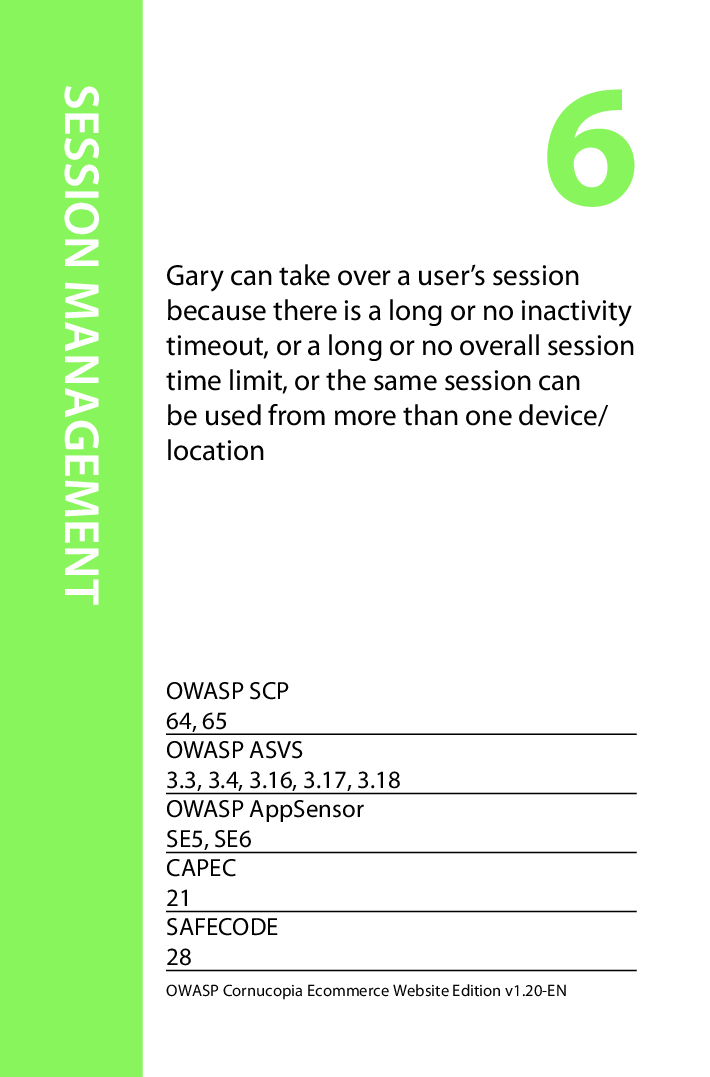 SESSION MANAGEMENT
6
Gary can take over a user’s session
because there is a long or no inactivity
timeout, or a long or no overall session
time limit, or the same session can
be used from more than one device/
location
OWASP SCP
64, 65
OWASP ASVS
3.3, 3.4, 3.16, 3.17, 3.18
OWASP AppSensor
SE5, SE6
CAPEC
21
SAFECODE
28
OWASP Cornucopia Ecommerce Website Edition v1.20-EN